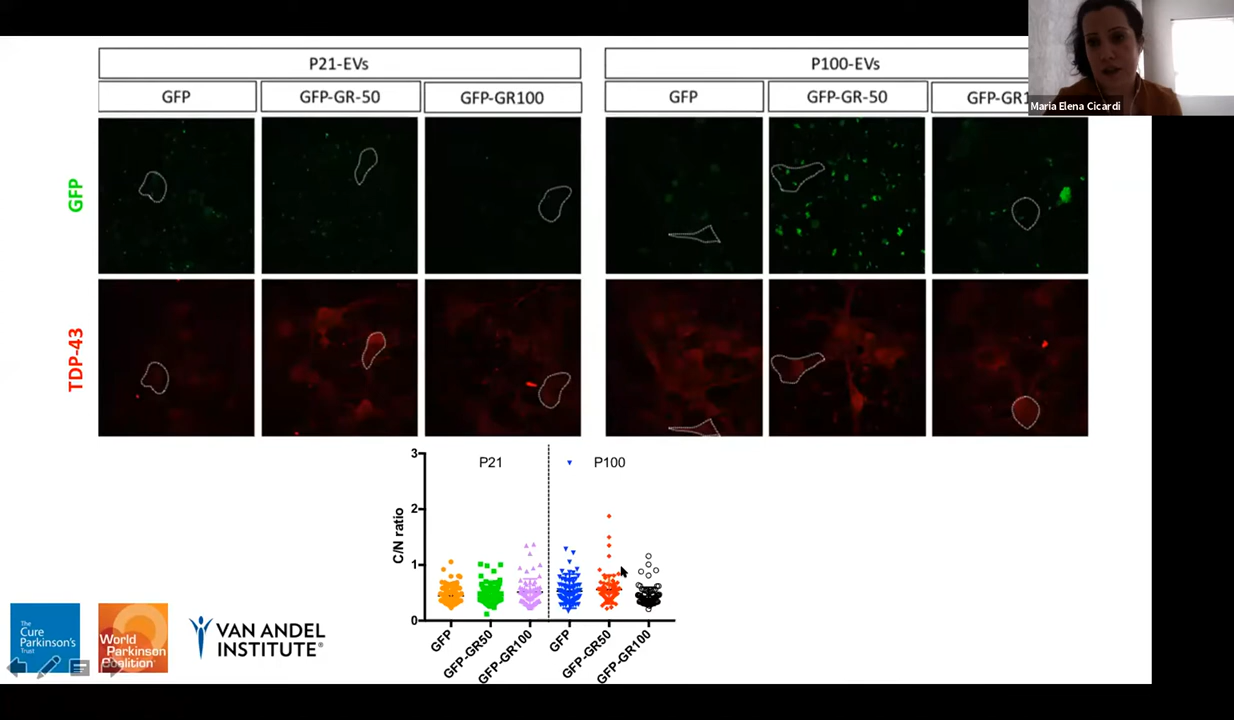 P21-EVs
P100-EVs
GFP
GFP-GR-50
GFP-GR100
GFP
GFP-GR-50
GFP-GR1
Maria Elena Cicardi
GFP
TDP-43
3
2
1
0
C/N ratio
P21
P100
GFP
GFP-GR50
GFP-GR100
GFP
GFP-GR50
GFP-GR100
The
Cure
Parkinson's
Trust
World
Parkinson
Coalition
VAN ANDEL
INSTITUTE